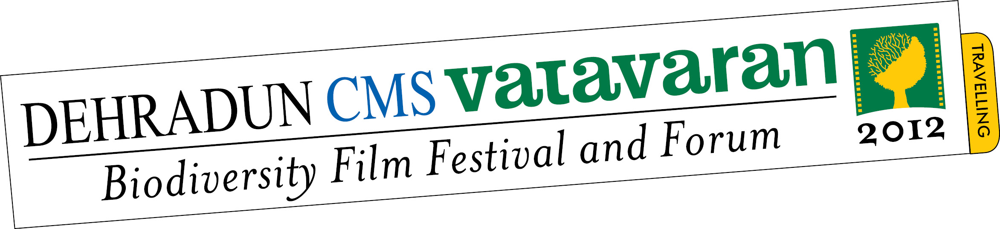 DEHRADUN CMS vatavaran
Biodiversity Film Festival and Forum
2012
TRAVELLING